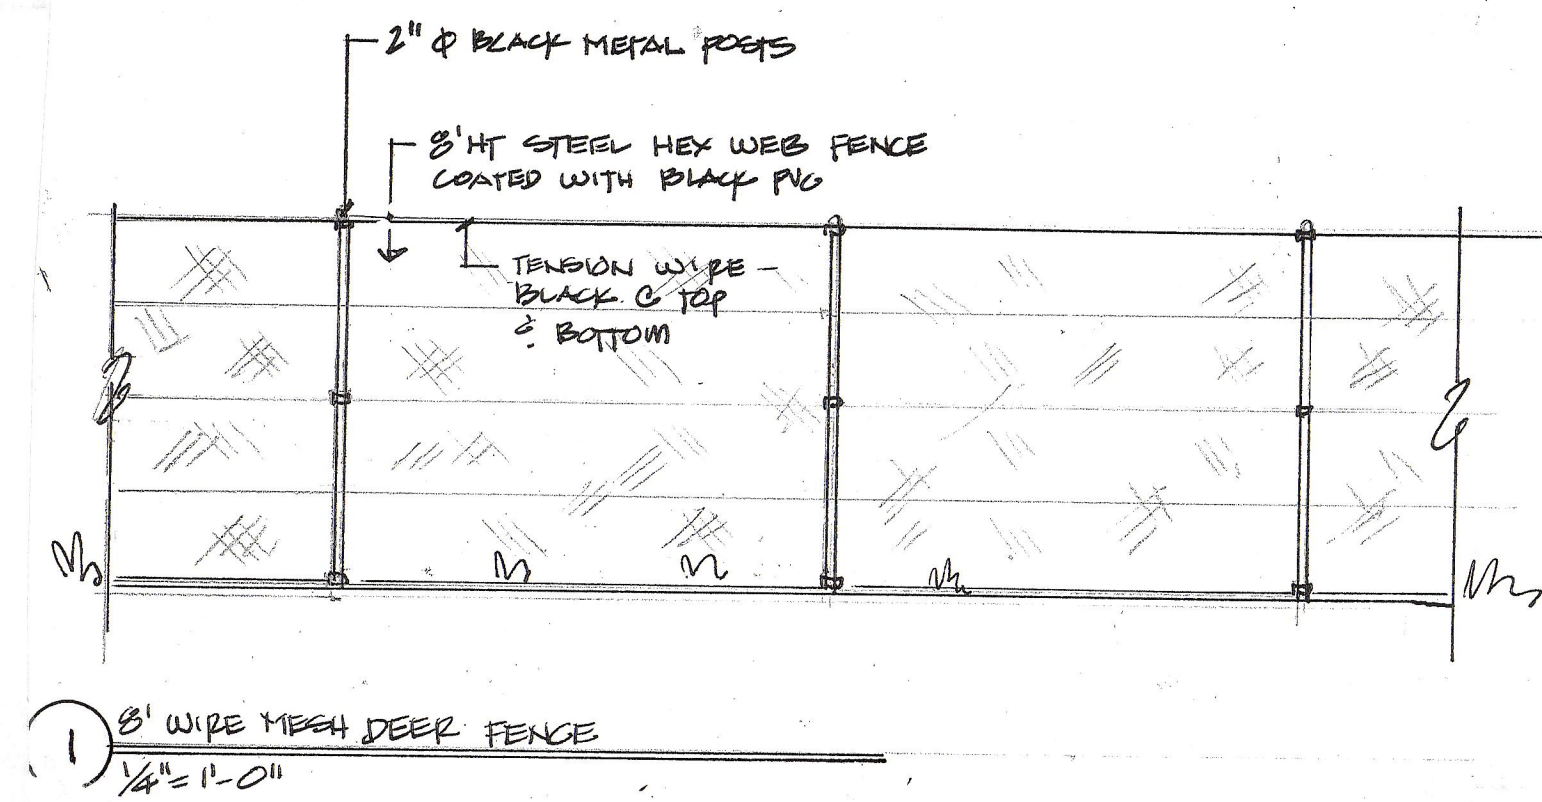 2" Φ BLACK METAL POSTS
8' HT STEEL HEX WEB FENCE
COATED WITH BLACK PVC
TENSION WIRE –
BLACK @ TOP
& BOTTOM
1
8' WIRE MESH DEER FENCE
1/4" = 1'-0"